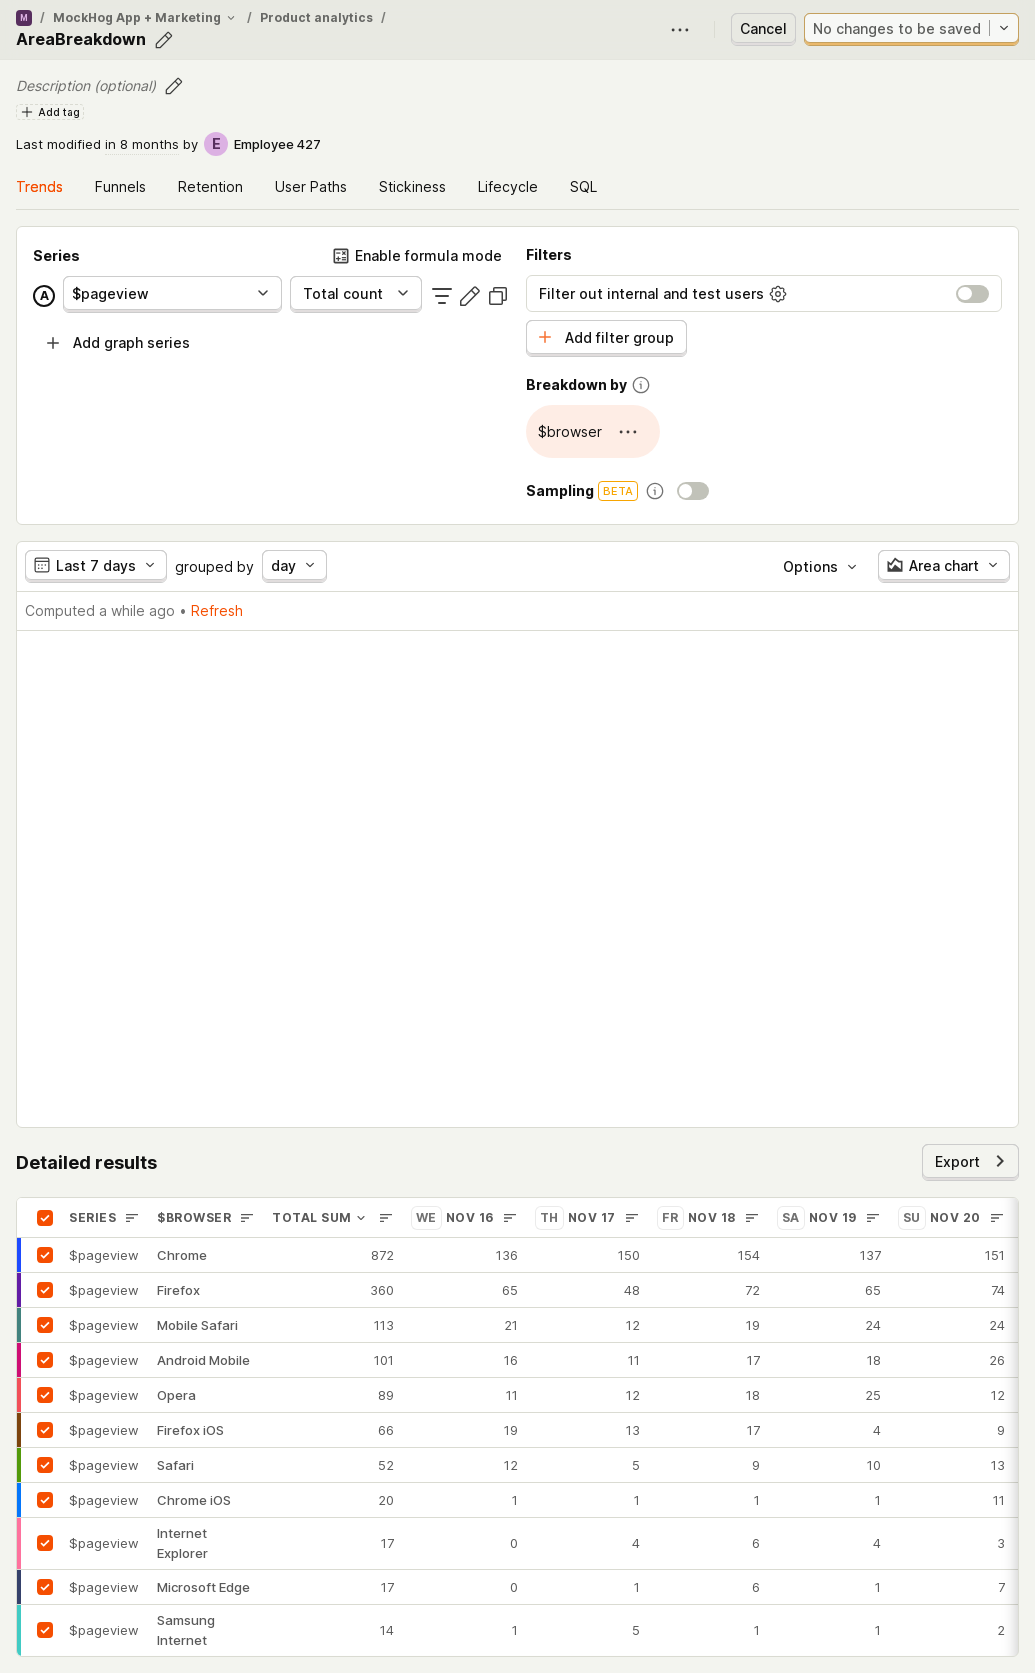 M / MockHog App + Marketing / Product analytics /
AreaBreakdown
Cancel
No changes to be saved
Description (optional)
Add tag
Last modified in 8 months by E Employee 427
Trends Funnels Retention User Paths Stickiness Lifecycle SQL
Series
Enable formula mode
A $pageview Total count
Add graph series
Filters
Filter out internal and test users
Add filter group
Breakdown by
$browser
Sampling BETA
Last 7 days grouped by day Options Area chart
Computed a while ago • Refresh
Detailed results
Export
SERIES $BROWSER TOTAL SUM WE NOV 16 TH NOV 17 FR NOV 18 SA NOV 19 SU NOV 20
$pageview Chrome 872 136 150 154 137 151
$pageview Firefox 360 65 48 72 65 74
$pageview Mobile Safari 113 21 12 19 24 24
$pageview Android Mobile 101 16 11 17 18 26
$pageview Opera 89 11 12 18 25 12
$pageview Firefox iOS 66 19 13 17 4 9
$pageview Safari 52 12 5 9 10 13
$pageview Chrome iOS 20 1 1 1 1 11
$pageview Internet Explorer 17 0 4 6 4 3
$pageview Microsoft Edge 17 0 1 6 1 7
$pageview Samsung Internet 14 1 5 1 1 2